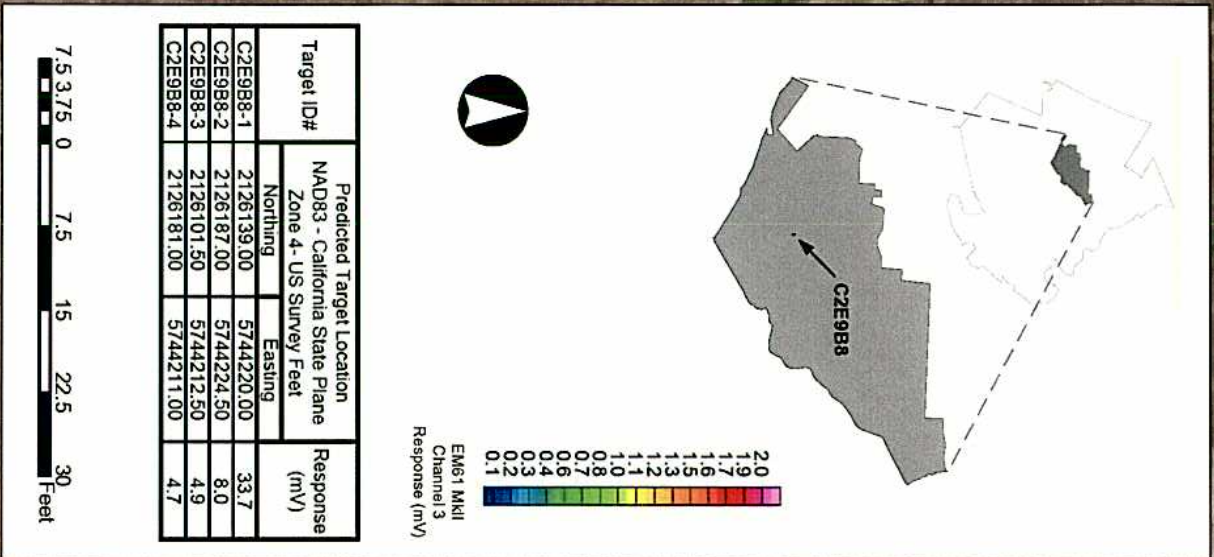 C2E9B8
EM61 MkII
Channel 3
Response (mV)
2.0
1.9
1.7
1.6
1.5
1.3
1.2
1.1
1.0
0.8
0.7
0.6
0.4
0.3
0.2
0.1
Target ID# Predicted Target Location NAD83 - California State Plane Zone 4- US Survey Feet Response (mV)
Northing Easting
C2E9B8-1 2126139.00 5744220.00 33.7
C2E9B8-2 2126187.00 5744224.50 8.0
C2E9B8-3 2126101.50 5744212.50 4.9
C2E9B8-4 2126181.00 5744211.00 4.7
7.5 3.75 0 7.5 15 22.5 30
Feet